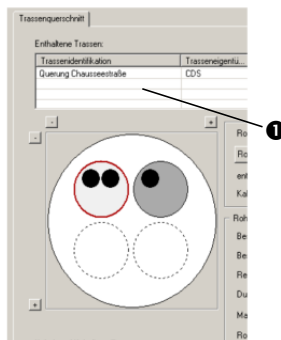 Trassenquerschnitt
Enthaltene Trassen:
Trassenidentifikation Trasseneigentü...
Querung Chausseestraße CDS
1
- +
Ro
-
Ro
ent
Ka
Roh
Be
Be
Re
Du
+
Ma
Ro